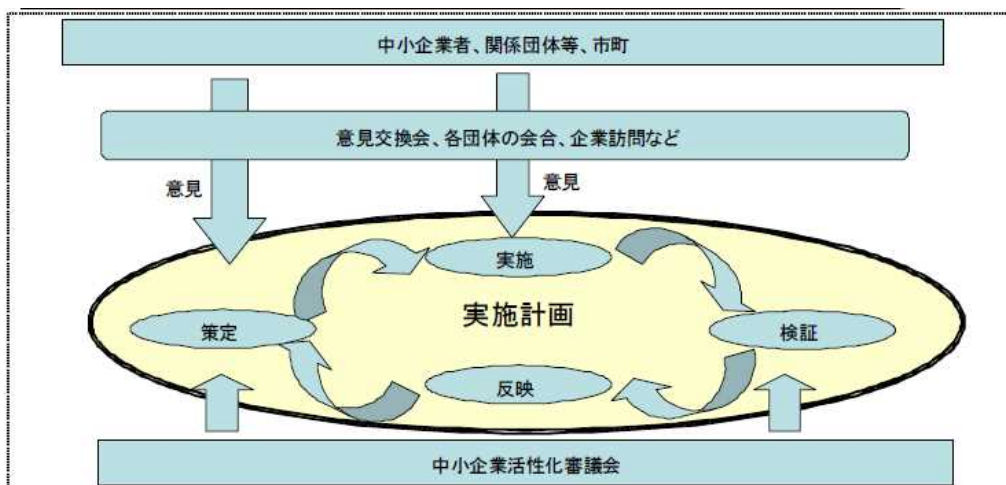 中小企業者、関係団体等、市町
意見交換会、各団体の会合、企業訪問など
意見
意見
実施
実施計画
策定
検証
反映
中小企業活性化審議会